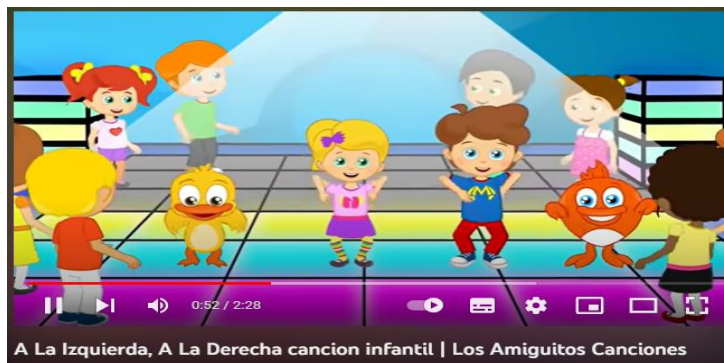 0:52 / 2:28
A La Izquierda, A La Derecha cancion infantil | Los Amiguitos Canciones